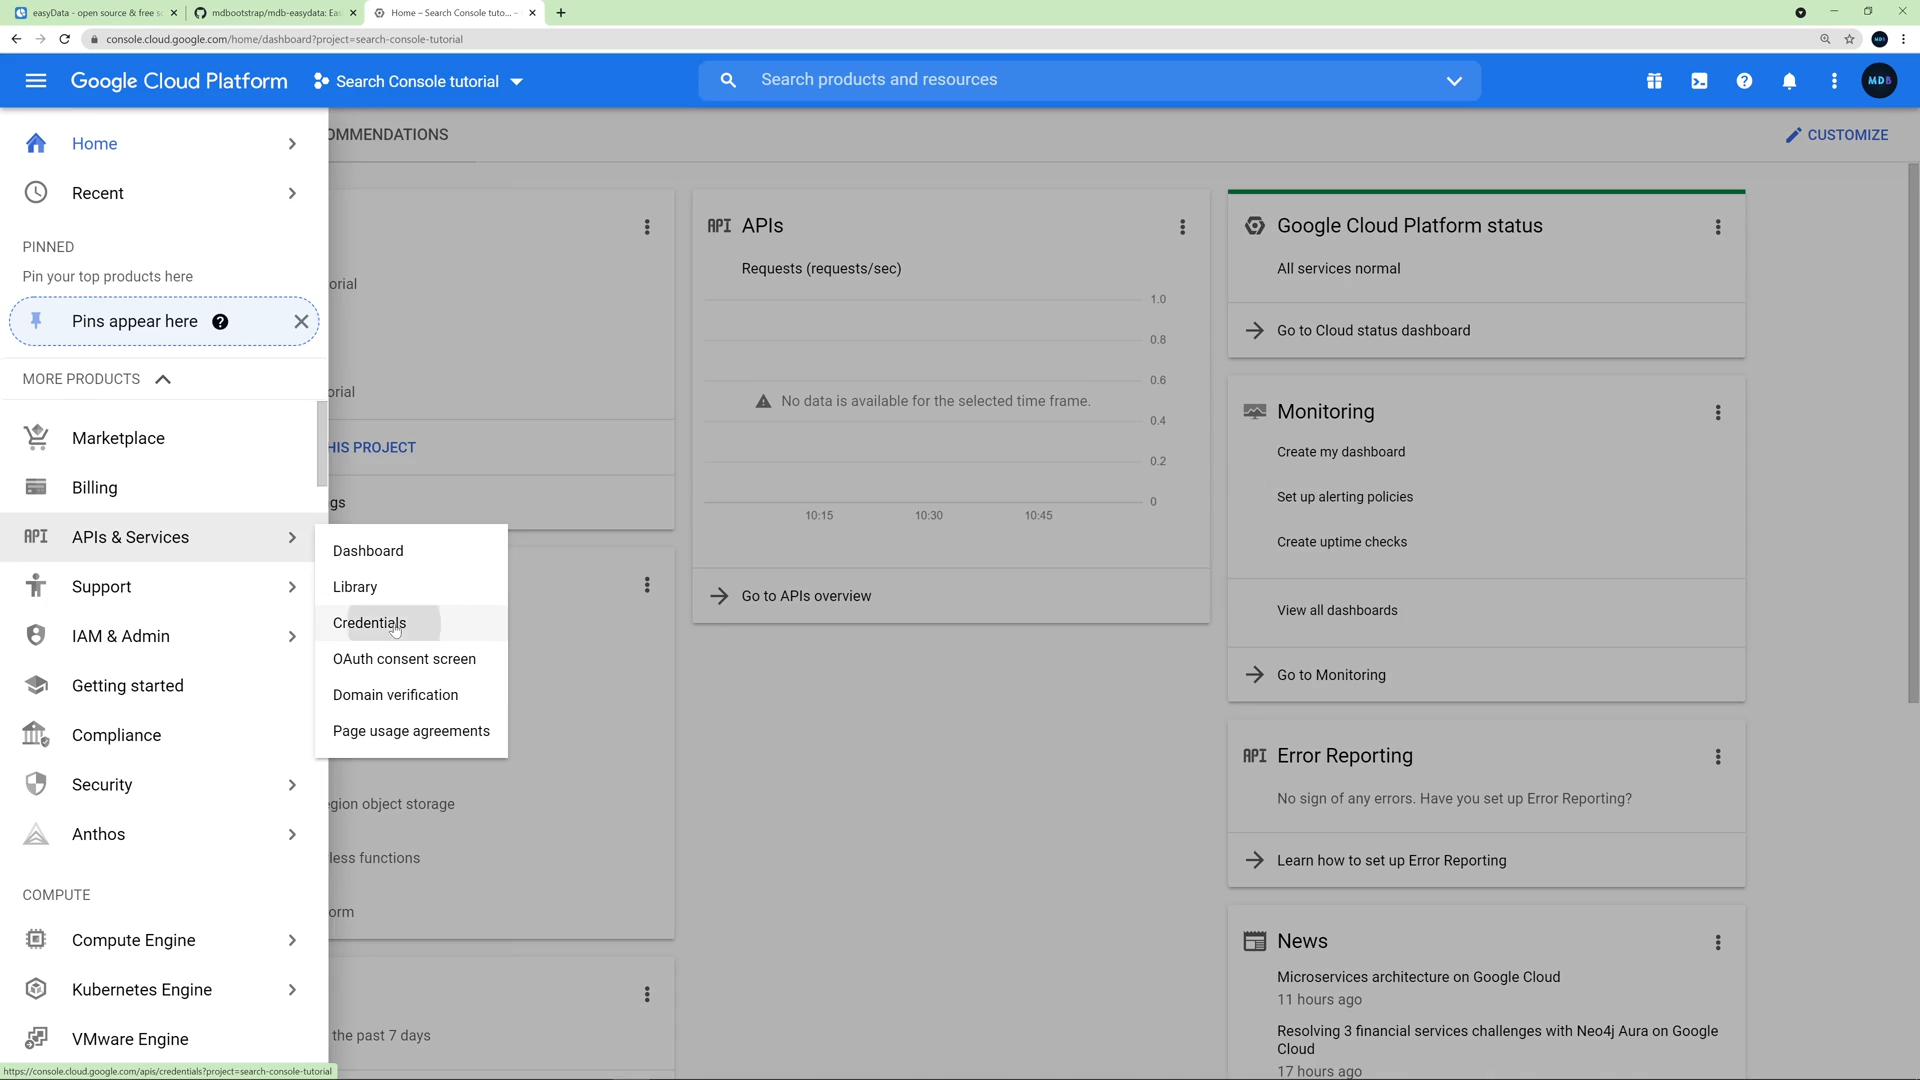 easyData - open source & free sc
mdbootstrap/mdb-easydata: Eas
Home – Search Console tuto... –
console.cloud.google.com/home/dashboard?project=search-console-tutorial
MDB
Google Cloud Platform
Search Console tutorial
Search products and resources
MDB
Home
Recent
PINNED
Pin your top products here
Pins appear here
MORE PRODUCTS
Marketplace
Billing
API APIs & Services
Support
IAM & Admin
Getting started
Compliance
Security
Anthos
COMPUTE
Compute Engine
Kubernetes Engine
VMware Engine
https://console.cloud.google.com/apis/credentials?project=search-console-tutorial
Dashboard
Library
Credentials
OAuth consent screen
Domain verification
Page usage agreements
OMMENDATIONS
CUSTOMIZE
orial
orial
HIS PROJECT
gs
egion object storage
less functions
orm
the past 7 days
API APIs
Requests (requests/sec)
1.0
0.8
0.6
No data is available for the selected time frame.
0.4
0.2
0
10:15
10:30
10:45
Go to APIs overview
Google Cloud Platform status
All services normal
Go to Cloud status dashboard
Monitoring
Create my dashboard
Set up alerting policies
Create uptime checks
View all dashboards
Go to Monitoring
API Error Reporting
No sign of any errors. Have you set up Error Reporting?
Learn how to set up Error Reporting
News
Microservices architecture on Google Cloud
11 hours ago
Resolving 3 financial services challenges with Neo4j Aura on Google
Cloud
17 hours ago